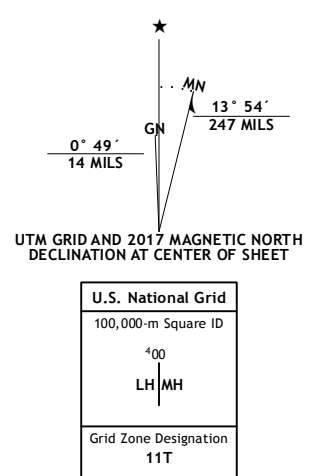 ★
MN
13° 54´
247 MILS
GN
0° 49´
14 MILS
UTM GRID AND 2017 MAGNETIC NORTH
DECLINATION AT CENTER OF SHEET
U.S. National Grid
100,000-m Square ID
⁴00
LH MH
Grid Zone Designation
11T